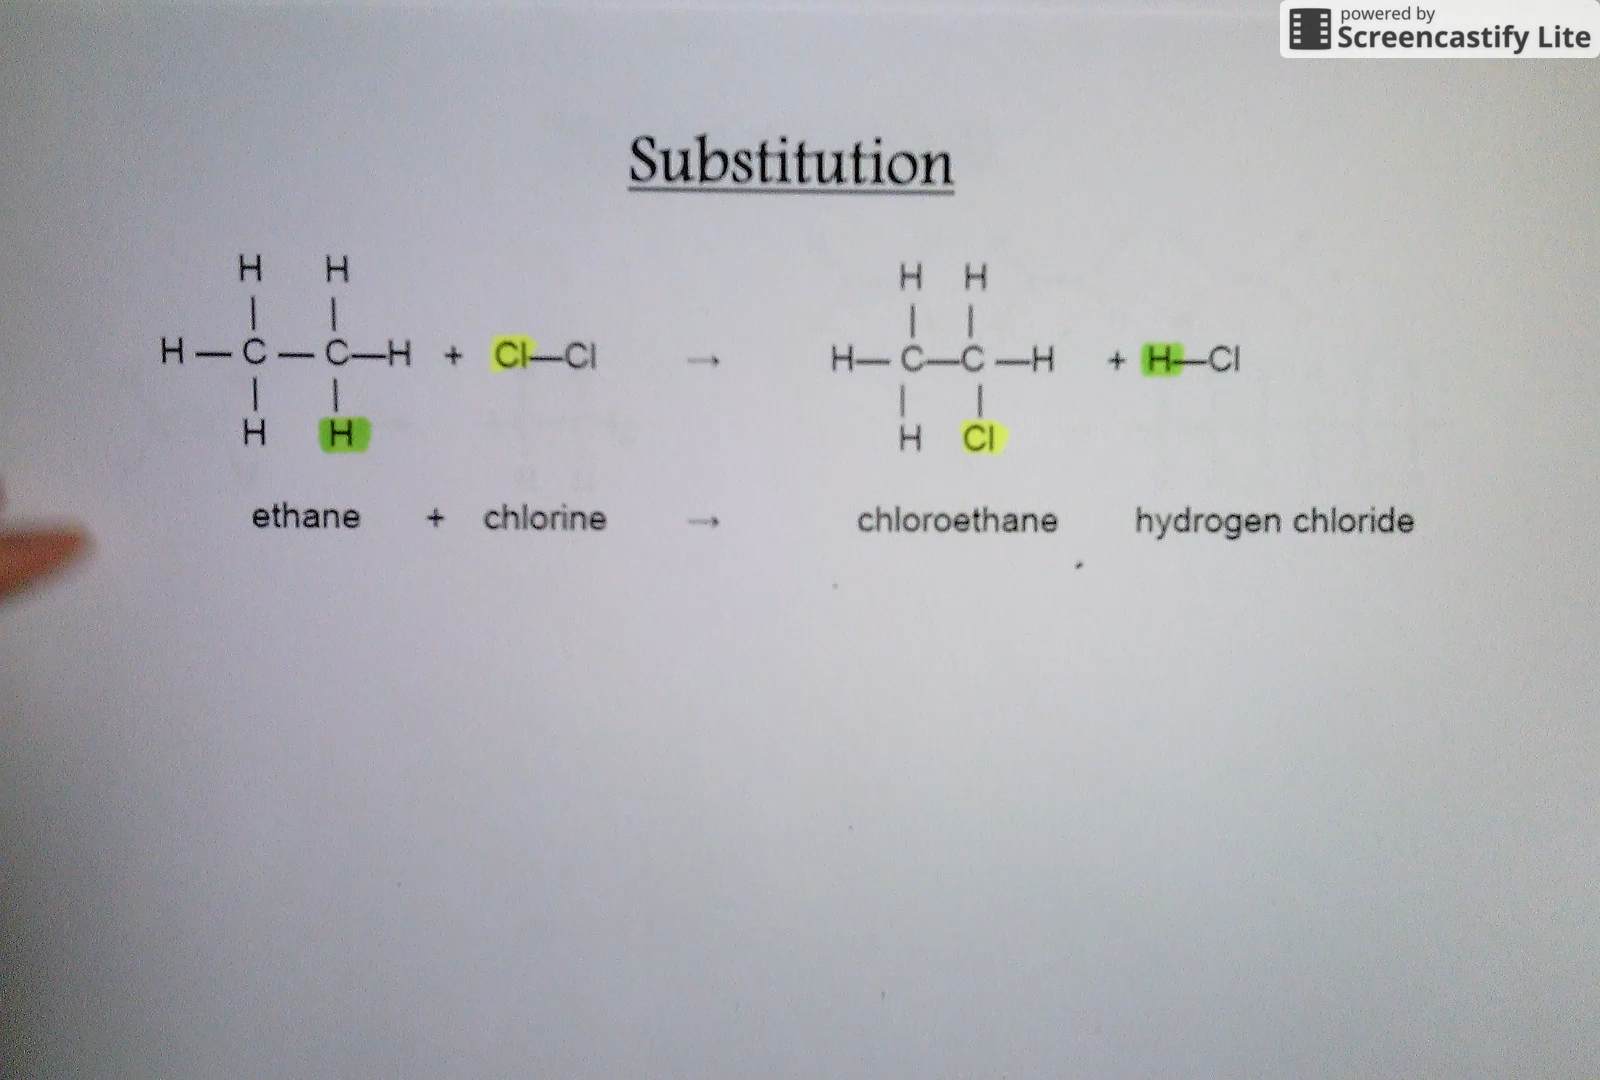 powered by
Screencastify Lite
Substitution
H H
| |
H — C — C — H + Cl—Cl → H — C — C — H + H—Cl
| |
H H
H Cl
ethane + chlorine → chloroethane hydrogen chloride